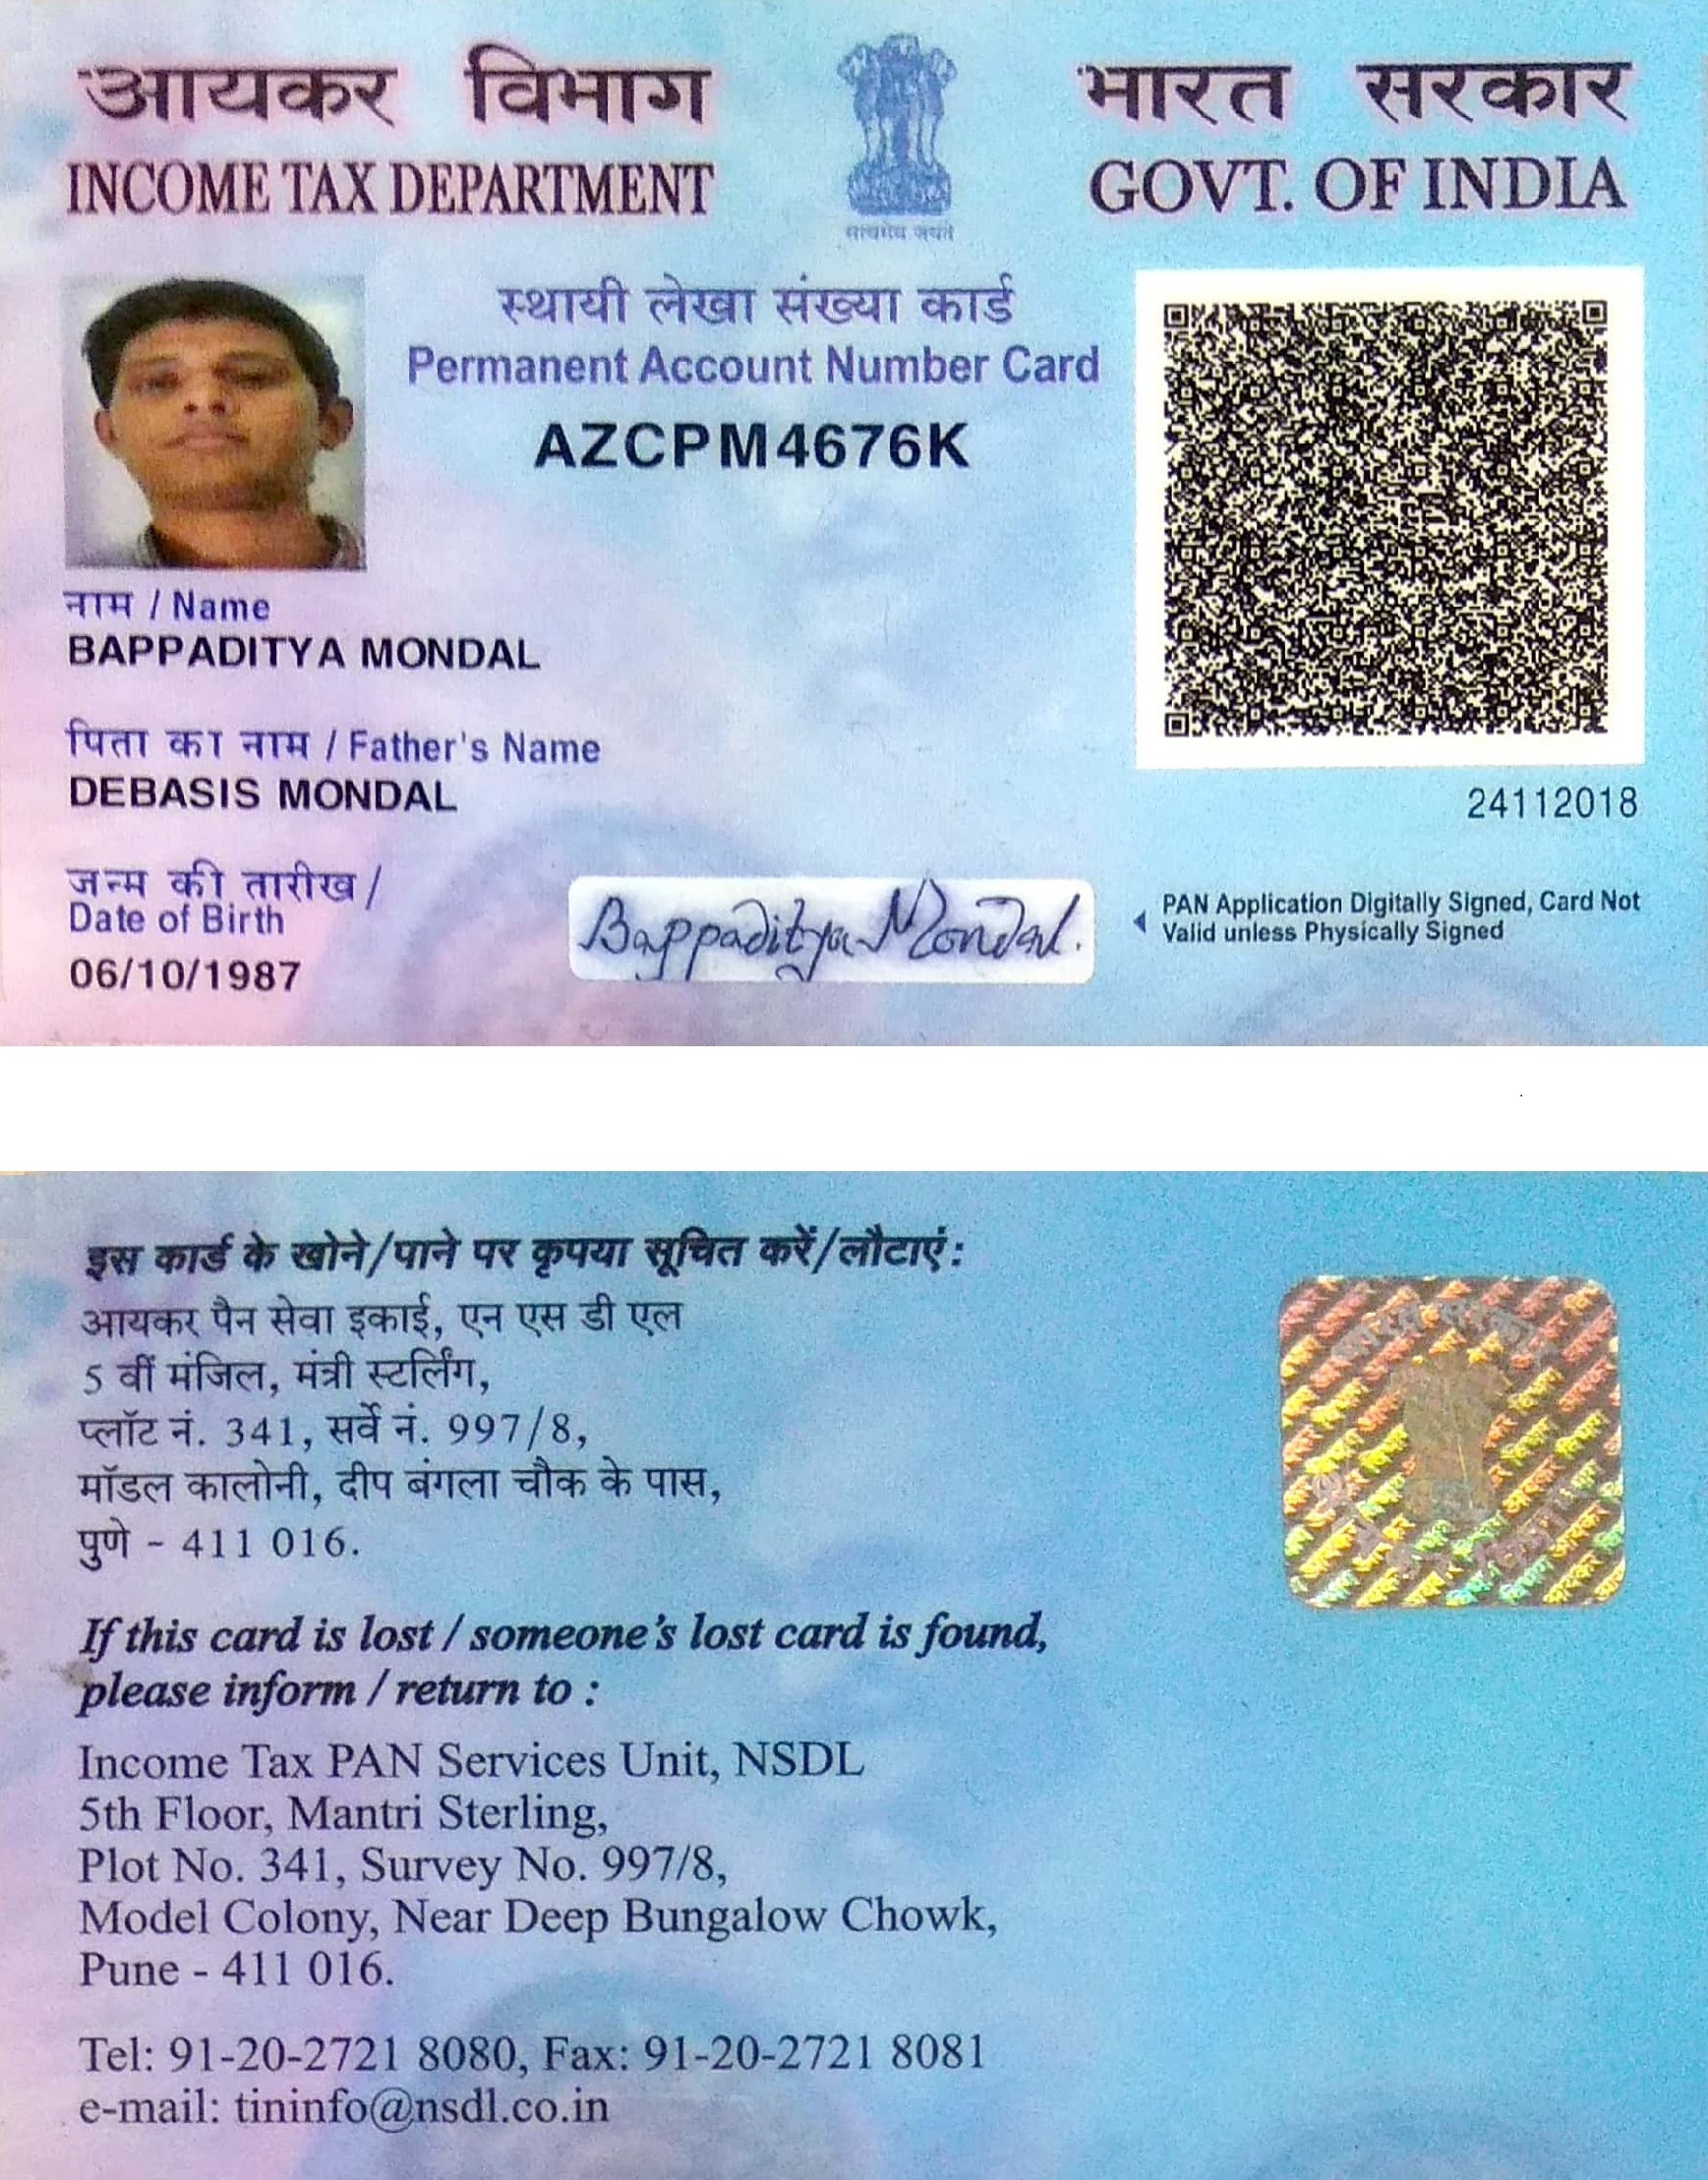 आयकर विभाग
INCOME TAX DEPARTMENT
सत्यमेव जयते
भारत सरकार
GOVT. OF INDIA
स्थायी लेखा संख्या कार्ड
Permanent Account Number Card
AZCPM4676K
नाम / Name
BAPPADITYA MONDAL
पिता का नाम / Father's Name
DEBASIS MONDAL
24112018
जन्म की तारीख /
Date of Birth
06/10/1987
Bappaditya Mondal.
PAN Application Digitally Signed, Card Not
Valid unless Physically Signed
इस कार्ड के खोने/पाने पर कृपया सूचित करें/लौटाएं:
आयकर पैन सेवा इकाई, एन एस डी एल
5 वीं मंजिल, मंत्री स्टर्लिंग,
प्लॉट नं. 341, सर्वे नं. 997/8,
मॉडल कालोनी, दीप बंगला चौक के पास,
पुणे - 411 016.
If this card is lost / someone's lost card is found,
please inform / return to :
Income Tax PAN Services Unit, NSDL
5th Floor, Mantri Sterling,
Plot No. 341, Survey No. 997/8,
Model Colony, Near Deep Bungalow Chowk,
Pune - 411 016.
Tel: 91-20-2721 8080, Fax: 91-20-2721 8081
e-mail: tininfo@nsdl.co.in